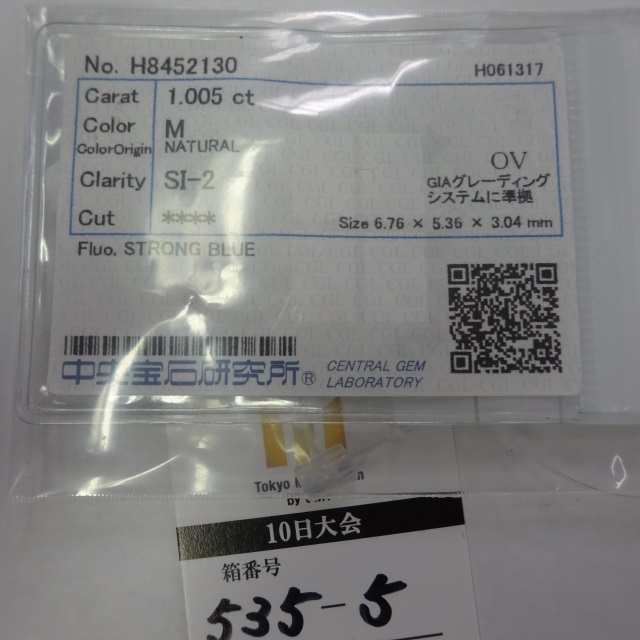 No. H8452130
H061317
Carat 1.005 ct
Color M
ColorOrigin NATURAL
Clarity SI-2
OV
GIAグレーディング
システムに準拠
Cut ****
Size 6.76 × 5.36 × 3.04 mm
Fluo. STRONG BLUE
中央宝石研究所®
CENTRAL GEM
LABORATORY
Tokyo
by
10日大会
箱番号
535-5